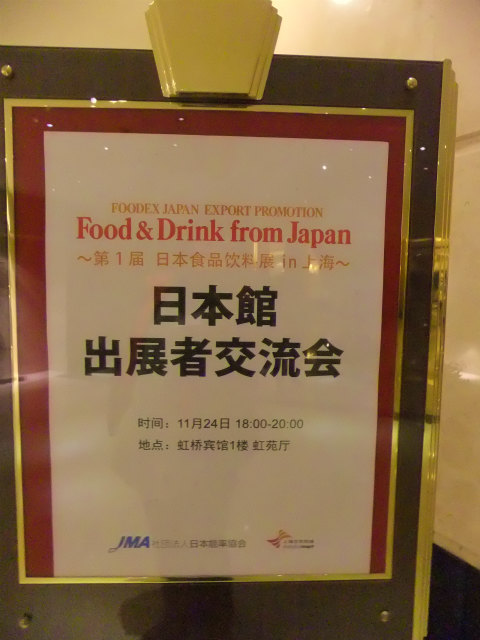 FOODEX JAPAN EXPORT PROMOTION
Food & Drink from Japan
～第1届 日本食品饮料展 in 上海～
日本館
出展者交流会
时间：11月24日 18:00-20:00
地点：虹桥宾馆1楼 虹苑厅
JMA 社団法人日本能率協会